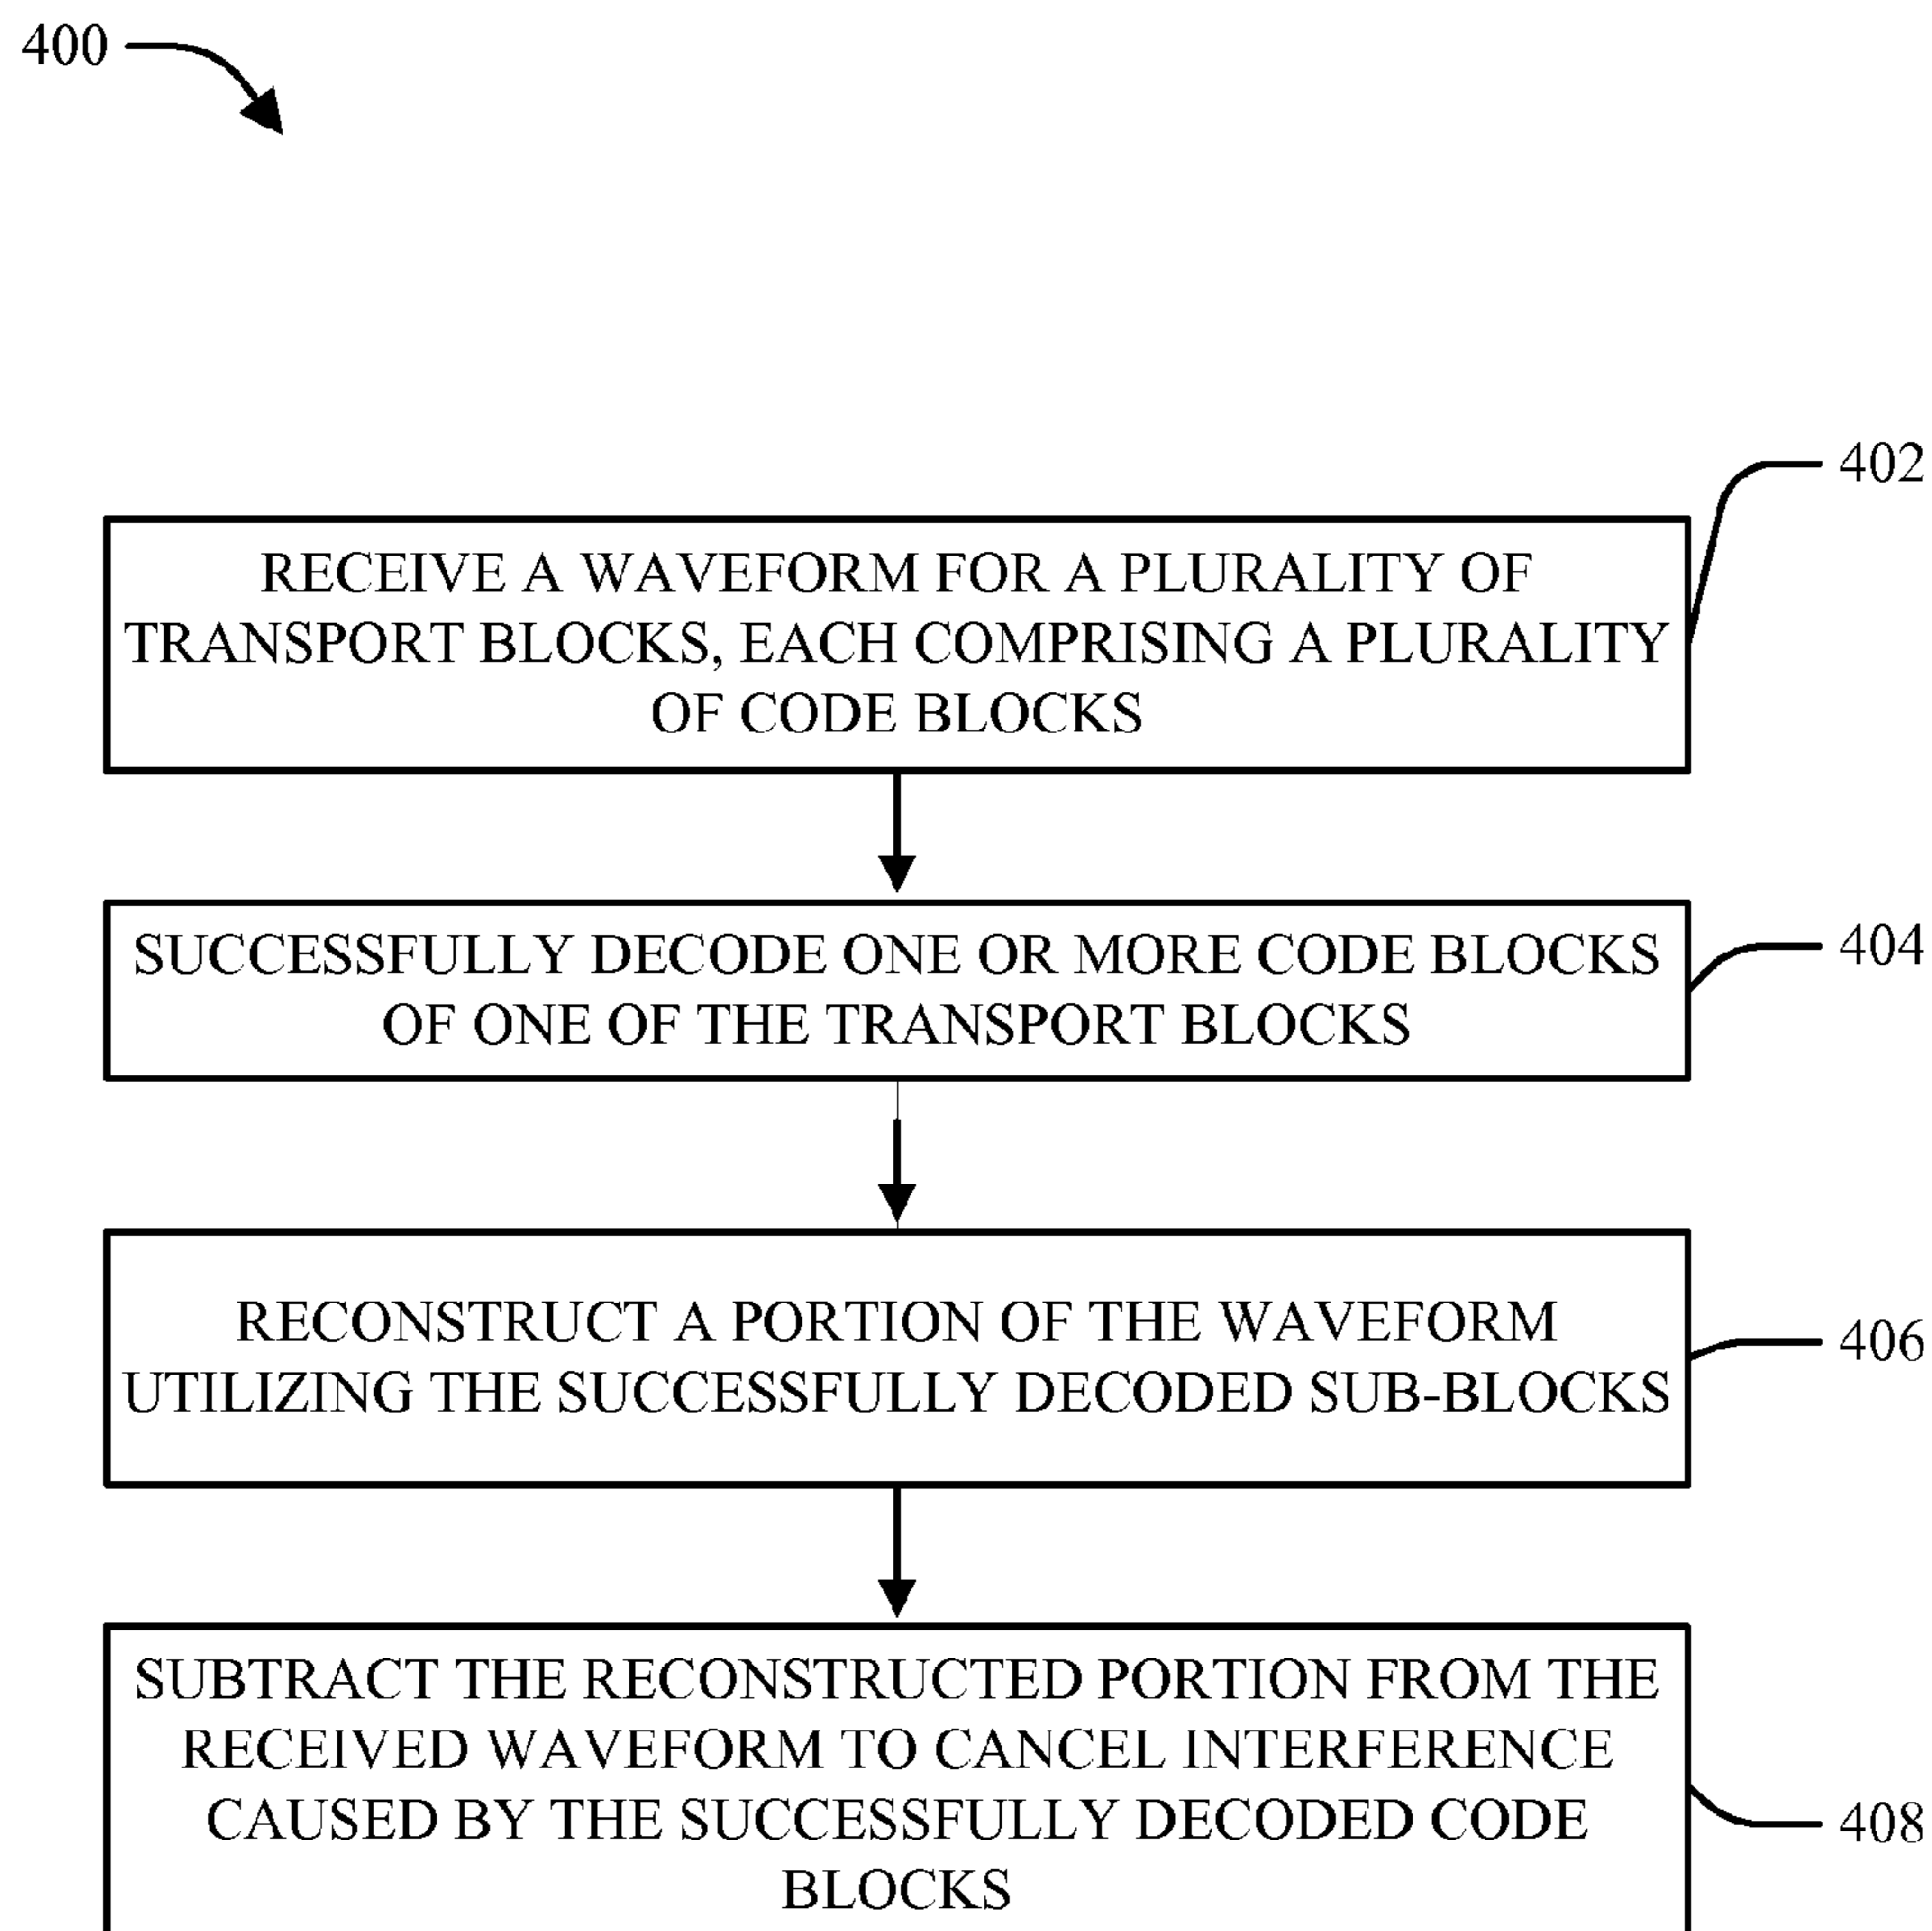 400
402
RECEIVE A WAVEFORM FOR A PLURALITY OF
TRANSPORT BLOCKS, EACH COMPRISING A PLURALITY
OF CODE BLOCKS
404
SUCCESSFULLY DECODE ONE OR MORE CODE BLOCKS
OF ONE OF THE TRANSPORT BLOCKS
406
RECONSTRUCT A PORTION OF THE WAVEFORM
UTILIZING THE SUCCESSFULLY DECODED SUB-BLOCKS
SUBTRACT THE RECONSTRUCTED PORTION FROM THE
RECEIVED WAVEFORM TO CANCEL INTERFERENCE
CAUSED BY THE SUCCESSFULLY DECODED CODE
BLOCKS
408